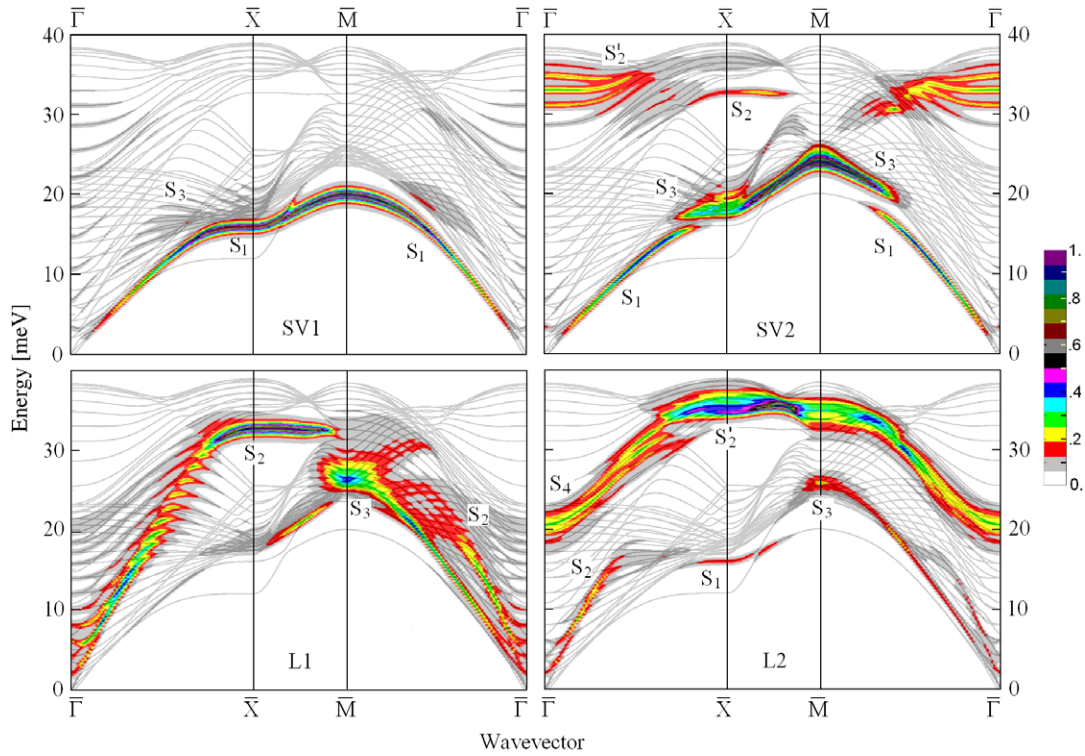 Γ̅ X̅ M̅ Γ̅ Γ̅ X̅ M̅ Γ̅
40 40
30 30
20 20
10 10
0 0
S3
S1
S1
SV1
S2'
S2
S3
S3
S1
S1
SV2
Energy [meV]
1.
.8
.6
.4
.2
0.
30 30
20 20
10 10
0 0
S2
S3
S2
L1
S2'
S4
S3
S2
S1
L2
Γ̅ X̅ M̅ Γ̅ Γ̅ X̅ M̅ Γ̅
Wavevector